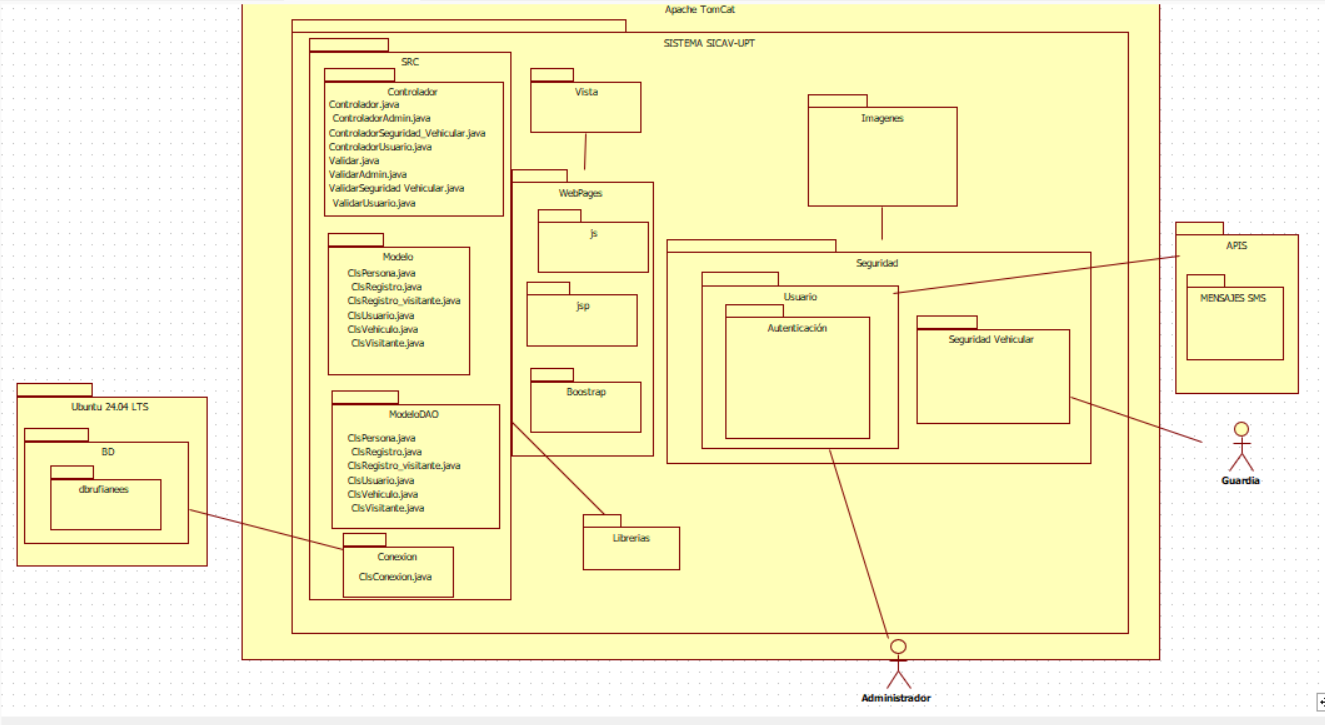 Apache TomCat
SISTEMA SICAV-UPT
SRC
Controlador
Controlador.java
ControladorAdmin.java
ControladorSeguridad_Vehicular.java
ControladorUsuario.java
Validar.java
ValidarAdmin.java
ValidarSeguridad Vehicular.java
ValidarUsuario.java
Modelo
ClsPersona.java
ClsRegistro.java
ClsRegistro_visitante.java
ClsUsuario.java
ClsVehiculo.java
ClsVisitante.java
ModeloDAO
ClsPersona.java
ClsRegistro.java
ClsRegistro_visitante.java
ClsUsuario.java
ClsVehiculo.java
ClsVisitante.java
Conexion
ClsConexion.java
Vista
WebPages
js
jsp
Boostrap
Librerias
Imagenes
Seguridad
Usuario
Autenticación
Seguridad Vehicular
APIS
MENSAJES SMS
Guardia
Ubuntu 24.04 LTS
BD
dbrufianees
Administrador